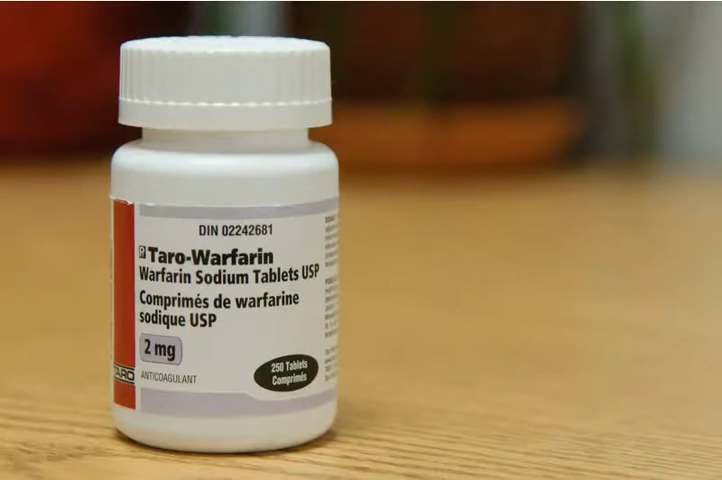 DIN 02242681
P Taro-Warfarin
Warfarin Sodium Tablets USP
Comprimés de warfarine
sodique USP
2 mg
250 Tablets
Comprimés
TARO
ANTICOAGULANT